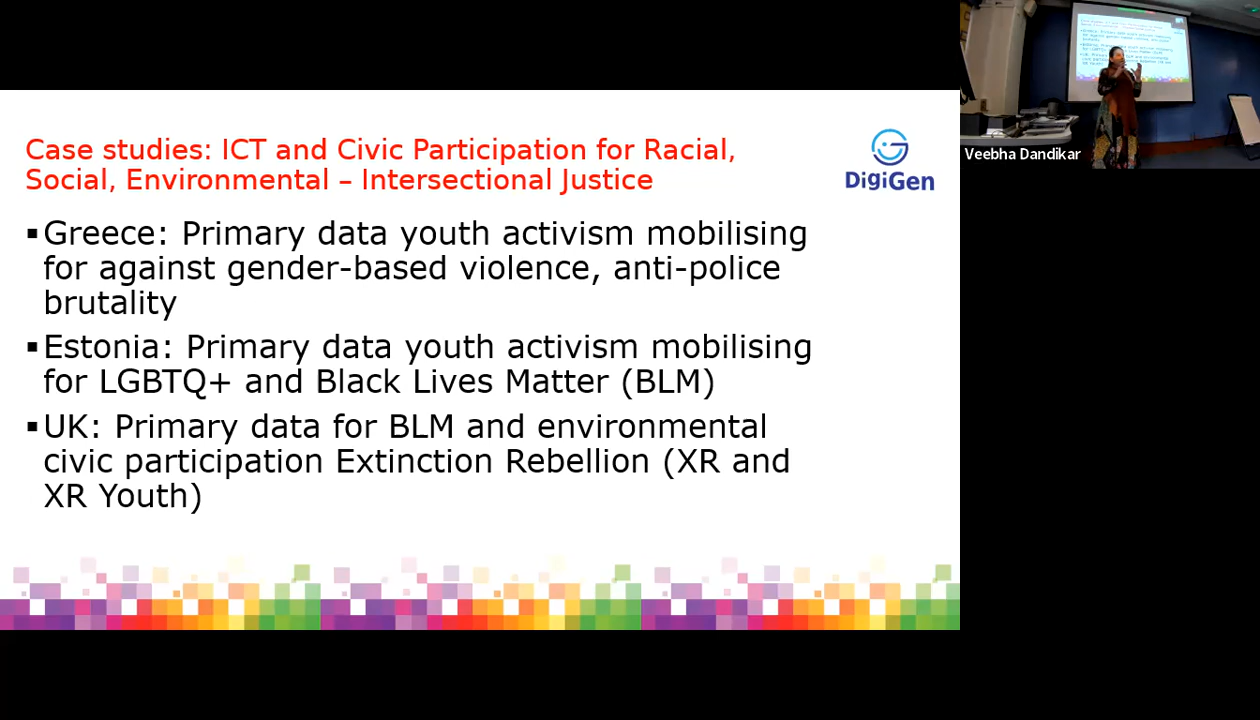 Case studies: ICT and Civic Participation for Racial,
Social, Environmental – Intersectional Justice
DigiGen
▪Greece: Primary data youth activism mobilising
for against gender-based violence, anti-police
brutality
▪Estonia: Primary data youth activism mobilising
for LGBTQ+ and Black Lives Matter (BLM)
▪UK: Primary data for BLM and environmental
civic participation Extinction Rebellion (XR and
XR Youth)
Veebha Dandikar